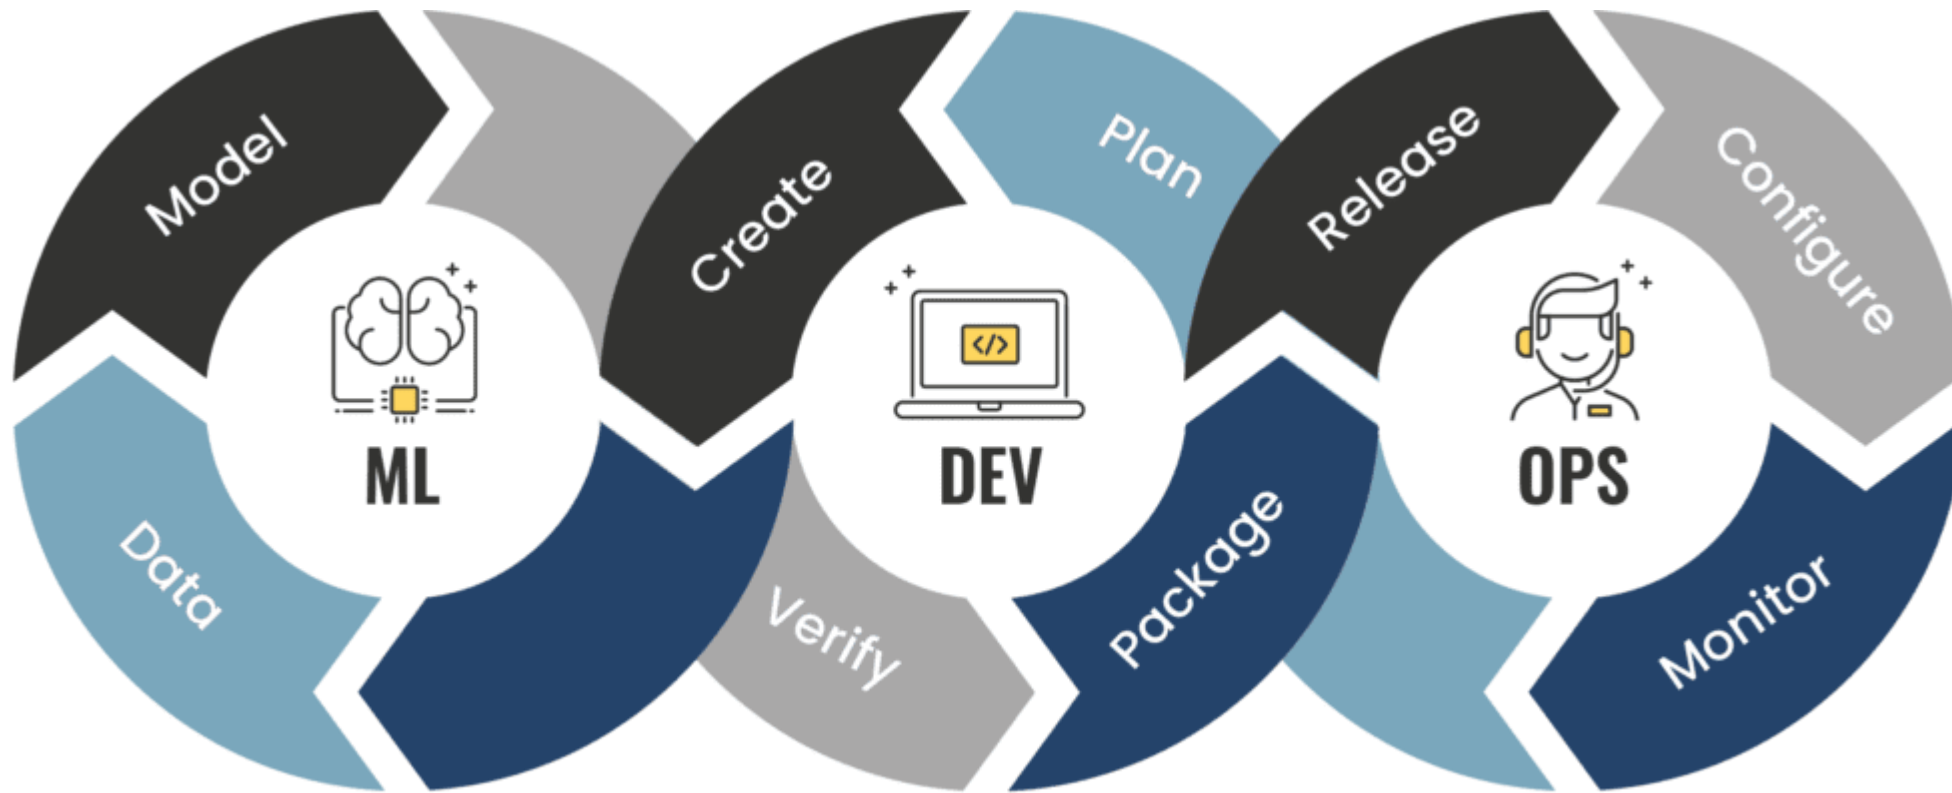 Model
Create
Plan
Release
Configure
</>
ML
DEV
OPS
Data
Verify
Package
Monitor